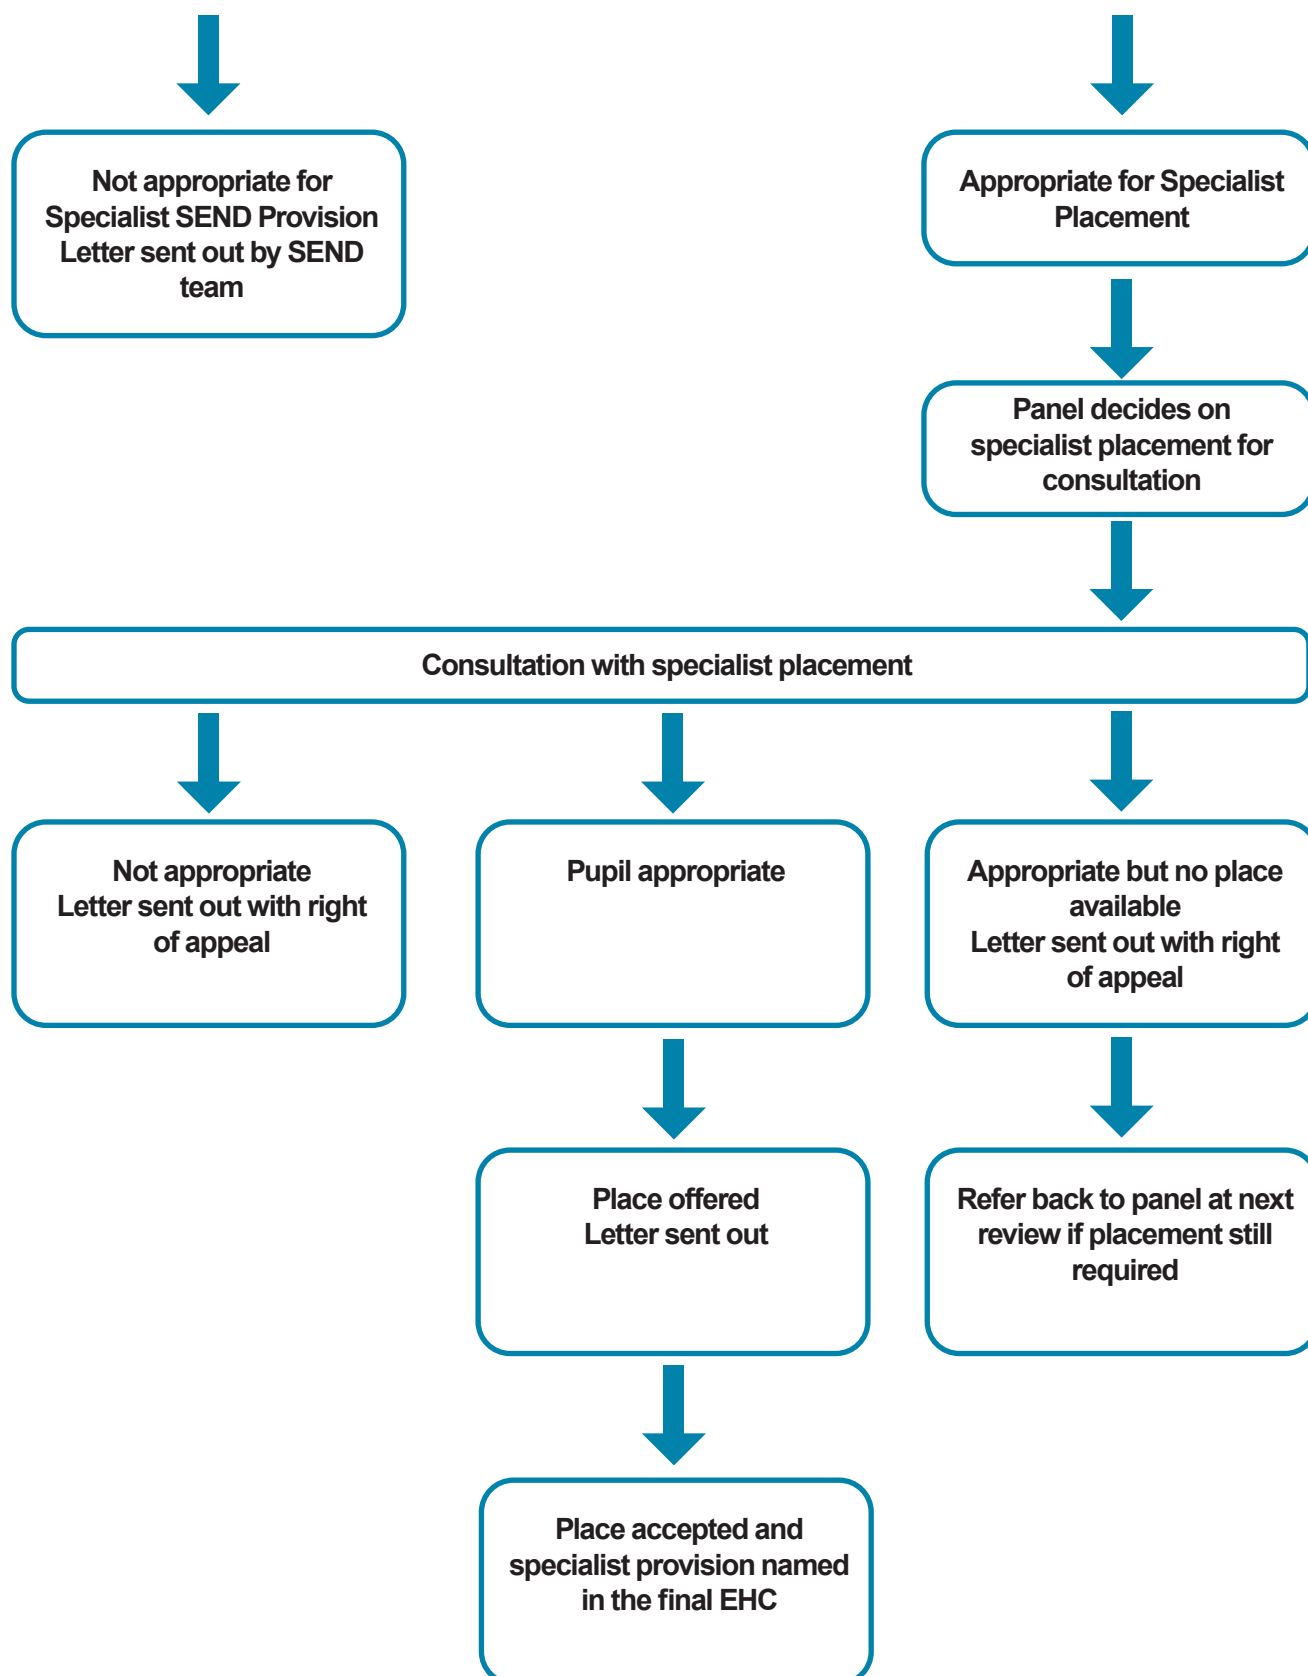 Not appropriate for
Specialist SEND Provision
Letter sent out by SEND
team
Appropriate for Specialist
Placement
Panel decides on
specialist placement for
consultation
Consultation with specialist placement
Not appropriate
Letter sent out with right
of appeal
Pupil appropriate
Appropriate but no place
available
Letter sent out with right
of appeal
Place offered
Letter sent out
Refer back to panel at next
review if placement still
required
Place accepted and
specialist provision named
in the final EHC